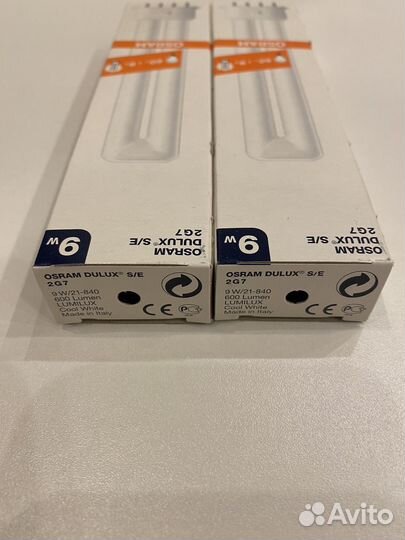 OSRAM
OSRAM
OSRAM
DULUX® S/E
2G7
9W
OSRAM
DULUX® S/E
2G7
9W
OSRAM DULUX® S/E
2G7
9W/21-840
600 Lumen
LUMILUX
Cool White
Made in Italy
CE
OSRAM DULUX® S/E
2G7
9W/21-840
600 Lumen
LUMILUX
Cool White
Made in Italy
CE
Avito